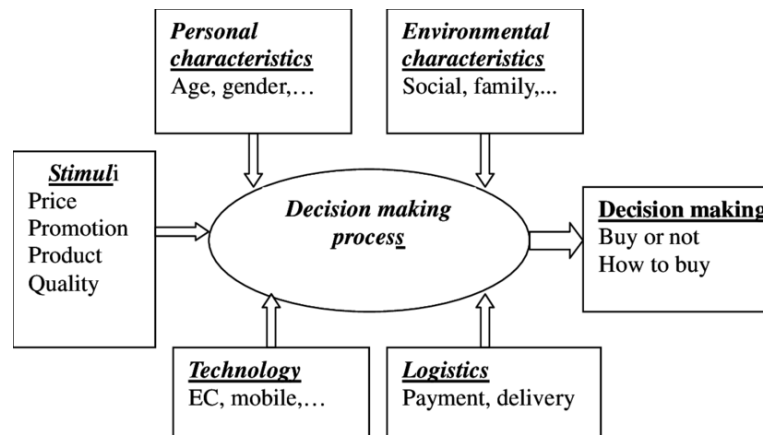 Personal
characteristics
Age, gender,…
Environmental
characteristics
Social, family,...
Stimuli
Price
Promotion
Product
Quality
Decision making
process
Decision making
Buy or not
How to buy
Technology
EC, mobile,…
Logistics
Payment, delivery